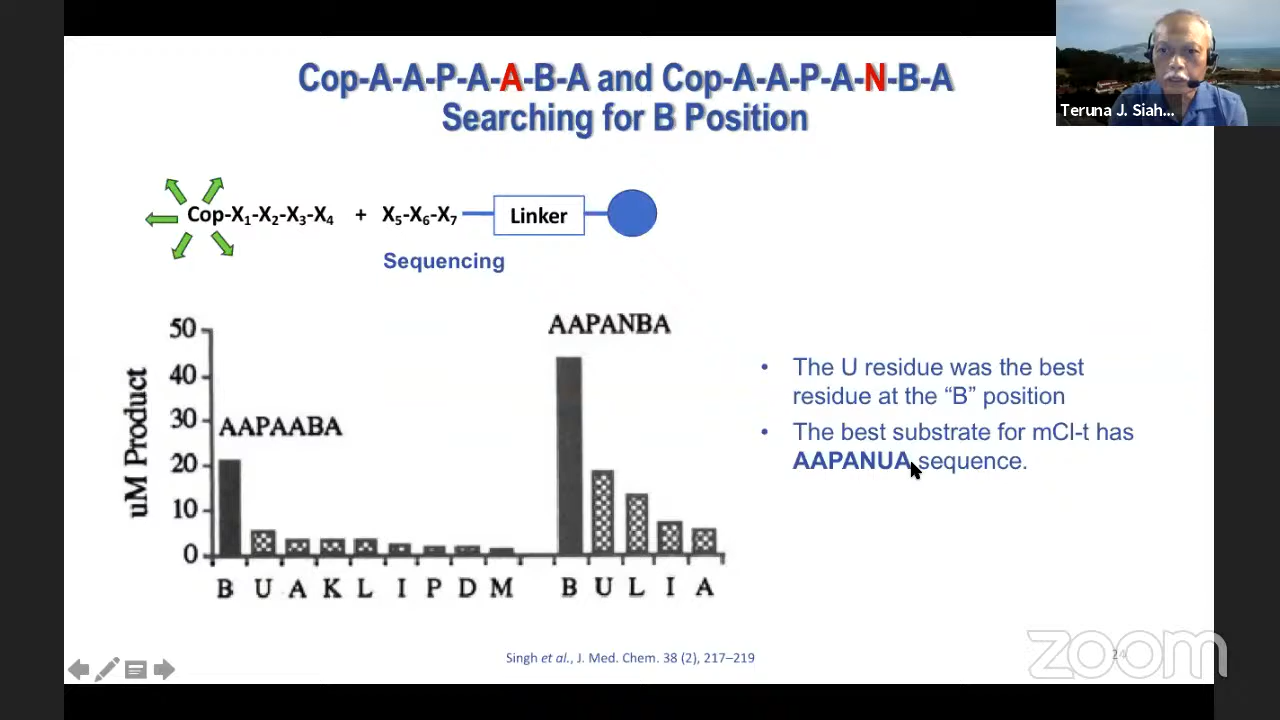 Cop-A-A-P-A-A-B-A and Cop-A-A-P-A-N-B-A
Searching for B Position
Teruna J. Siah...
Cop-X₁-X₂-X₃-X₄ + X₅-X₆-X₇
Linker
Sequencing
uM Product
50
40
30
20
10
0
AAPAABA
AAPANBA
B U A K L I P D M B U L I A
• The U residue was the best
residue at the “B” position
• The best substrate for mCl-t has
AAPANUA sequence.
Singh et al., J. Med. Chem. 38 (2), 217–219
24
zoom